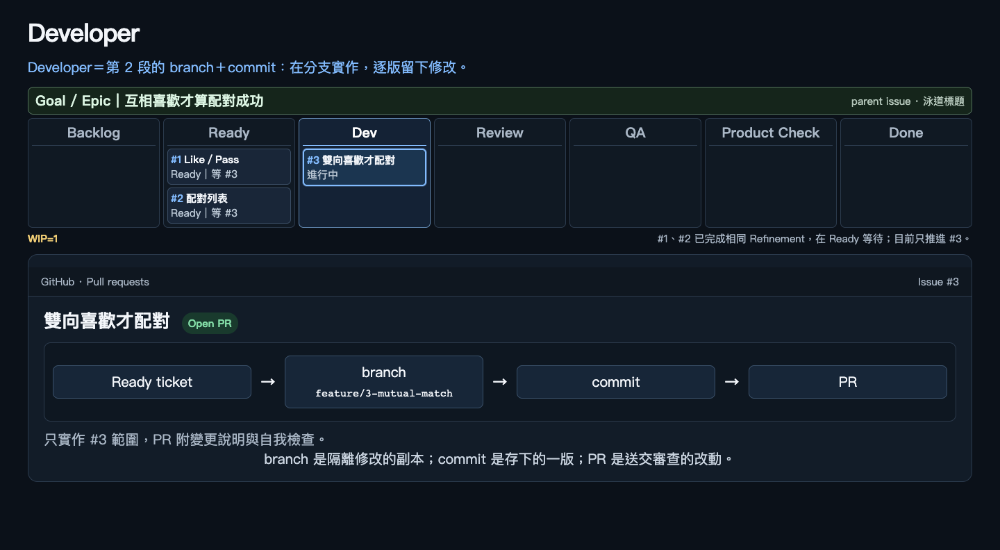 Developer
Developer＝第 2 段的 branch＋commit：在分支實作，逐版留下修改。
Goal / Epic｜互相喜歡才算配對成功
parent issue · 泳道標題
Backlog
Ready
Dev
Review
QA
Product Check
Done
#1 Like / Pass
Ready｜等 #3
#2 配對列表
Ready｜等 #3
#3 雙向喜歡才配對
進行中
WIP=1
#1、#2 已完成相同 Refinement，在 Ready 等待；目前只推進 #3。
GitHub · Pull requests
Issue #3
雙向喜歡才配對
Open PR
Ready ticket
→
branch
feature/3-mutual-match
→
commit
→
PR
只實作 #3 範圍，PR 附變更說明與自我檢查。
branch 是隔離修改的副本；commit 是存下的一版；PR 是送交審查的改動。